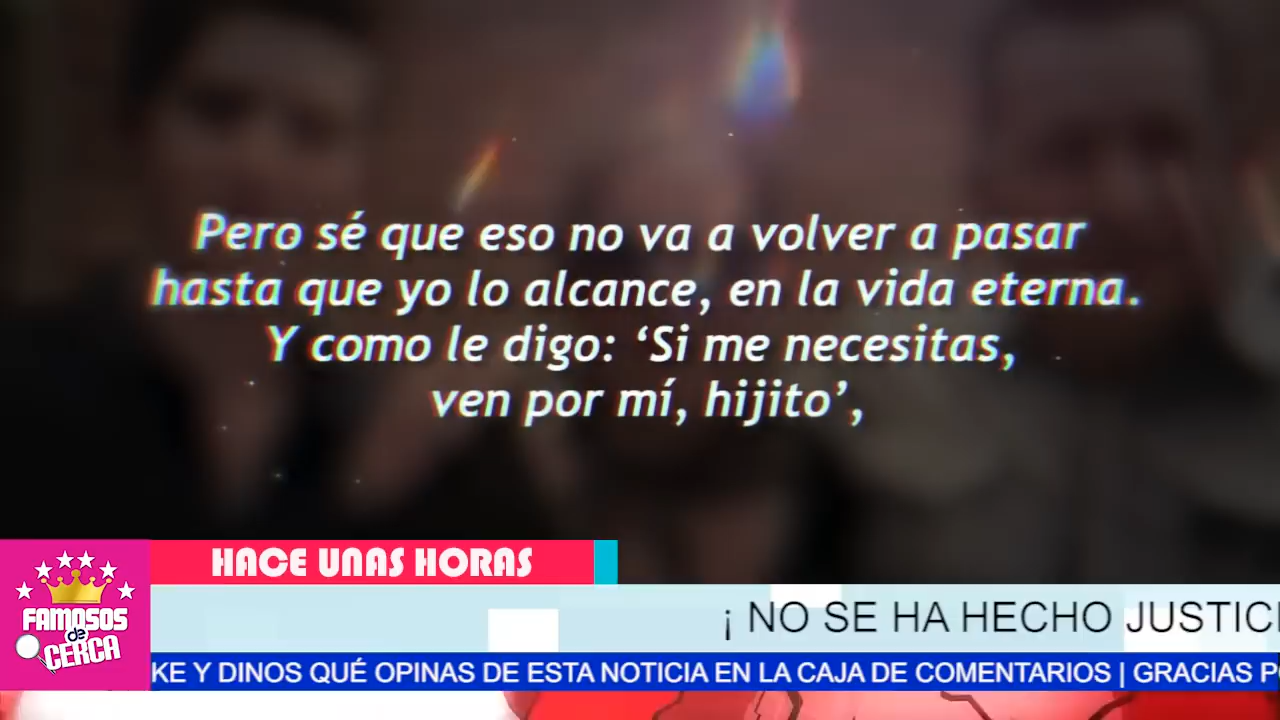 Pero sé que eso no va a volver a pasar
hasta que yo lo alcance, en la vida eterna.
Y como le digo: ‘Si me necesitas,
ven por mí, hijito’,
HACE UNAS HORAS
¡ NO SE HA HECHO JUSTICI
FAMOSOS
de
CERCA
KE Y DINOS QUÉ OPINAS DE ESTA NOTICIA EN LA CAJA DE COMENTARIOS | GRACIAS P